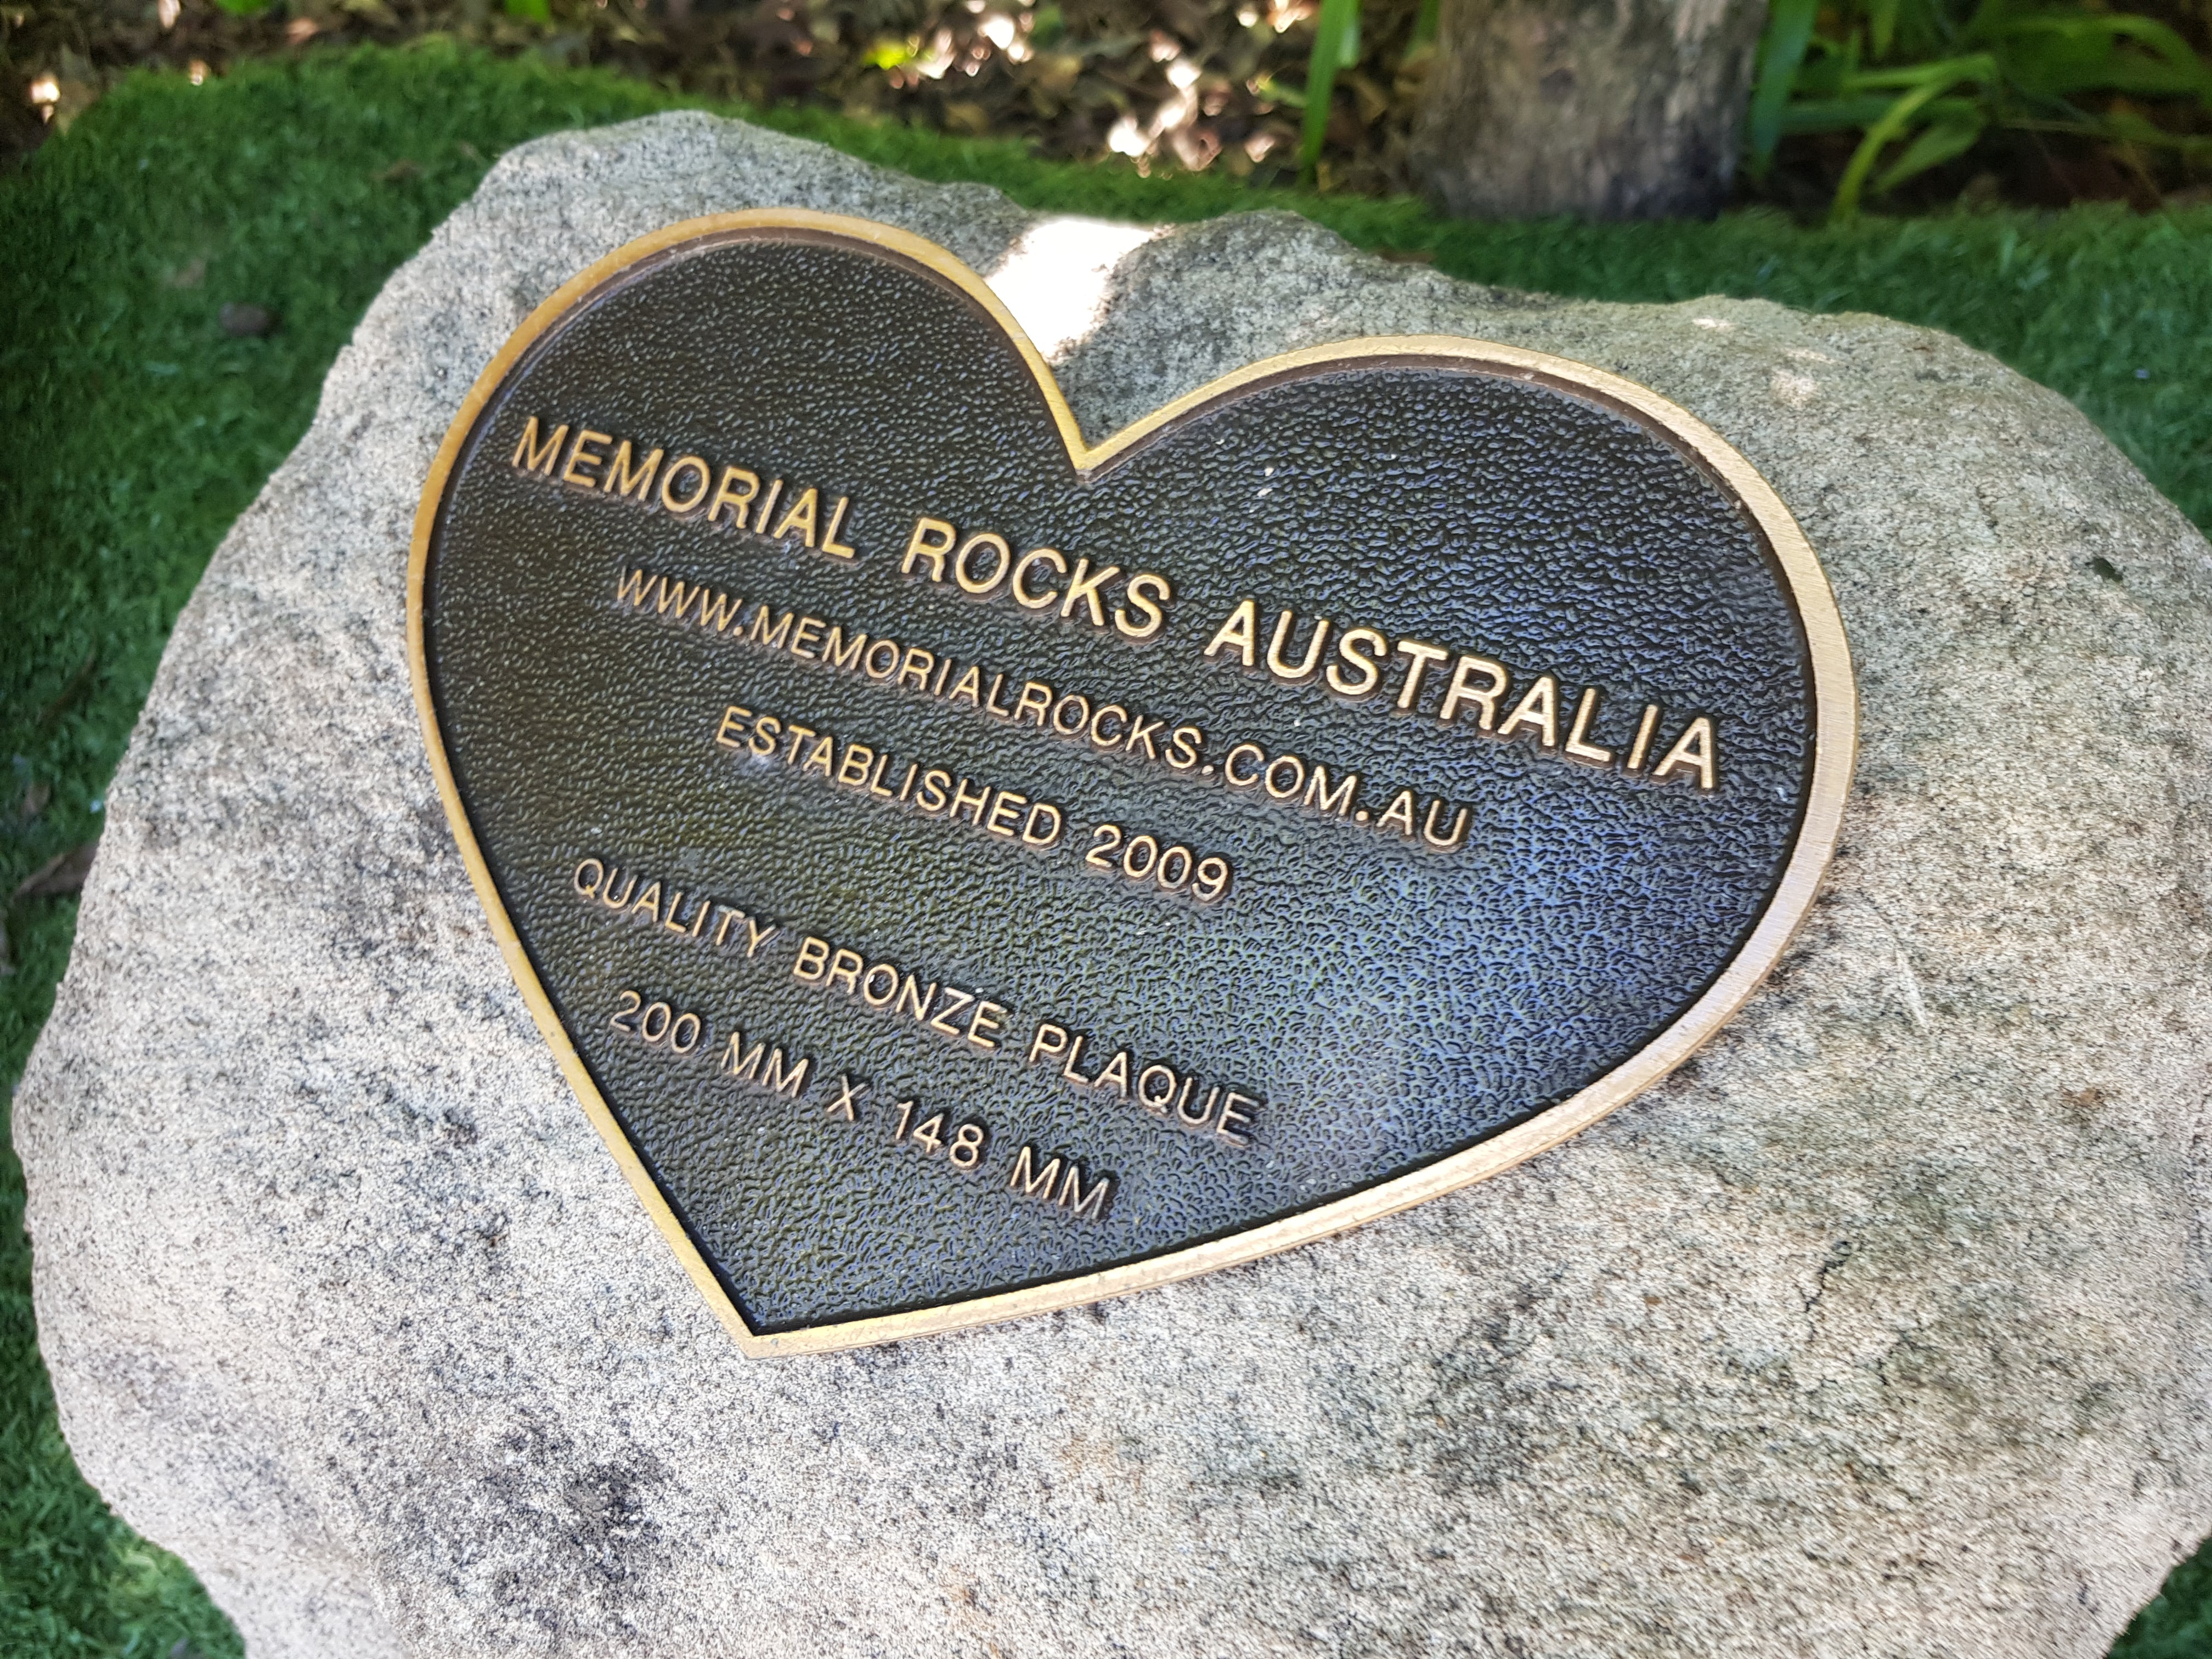 MEMORIAL ROCKS AUSTRALIA
WWW.MEMORIALROCKS.COM.AU
ESTABLISHED 2009
QUALITY BRONZE PLAQUE
200 MM X 148 MM